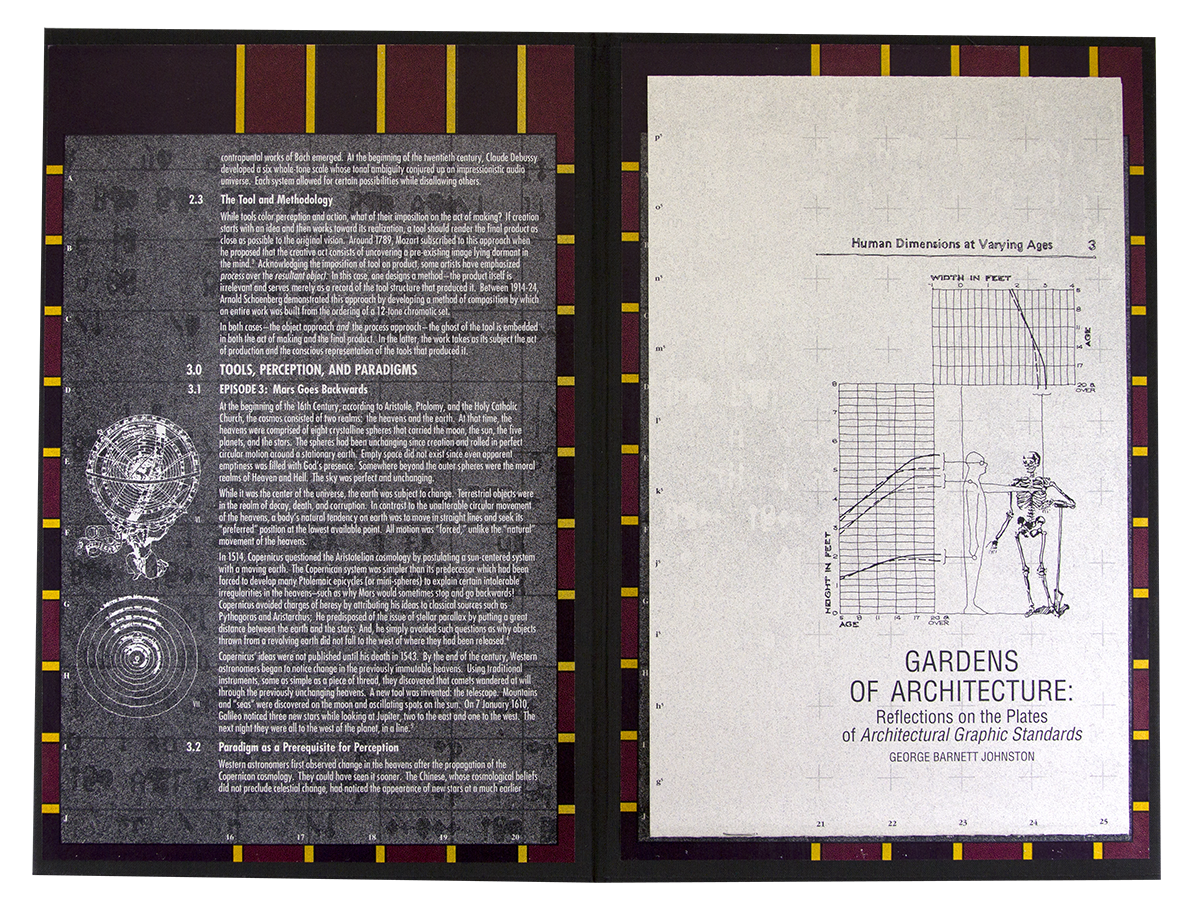 contrapuntal works of Bach emerged. At the beginning of the twentieth century, Claude Debussy
developed a six whole-tone scale whose tonal ambiguity conjured up an impressionistic audio
universe. Each system allowed for certain possibilities while disallowing others.
2.3 The Tool and Methodology
While tools color perception and action, what of their imposition on the act of making? If creation
starts with an idea and then works toward its realization, a tool should render the final product as
close as possible to the original vision. Around 1789, Mozart subscribed to this approach when
he proposed that the creative act consists of uncovering a pre-existing image lying dormant in
the mind. Acknowledging the imposition of tool on product, some artists have emphasized
process over the resultant object. In this case, one designs a method—the product itself is
irrelevant and serves merely as a record of the tool structure that produced it. Between 1914-24,
Arnold Schoenberg demonstrated this approach by developing a method of composition by which
an entire work was built from the ordering of a 12-tone chromatic set.
In both cases—the object approach and the process approach—the ghost of the tool is embedded
in both the act of making and the final product. In the latter, the work takes as its subject the act
of production and the conscious representation of the tools that produced it.
3.0 TOOLS, PERCEPTION, AND PARADIGMS
3.1 EPISODE 3: Mars Goes Backwards
At the beginning of the 16th Century, according to Aristotle, Ptolomy, and the Holy Catholic
Church, the cosmos consisted of two realms: the heavens and the earth. At that time, the
heavens were comprised of eight crystalline spheres that carried the moon, the sun, the five
planets, and the stars. The spheres had been unchanging since creation and rolled in perfect
circular motion around a stationary earth. Empty space did not exist since even apparent
emptiness was filled with God's presence. Somewhere beyond the outer spheres were the moral
realms of Heaven and Hell. The sky was perfect and unchanging.
While it was the center of the universe, the earth was subject to change. Terrestrial objects were
in the realm of decay, death, and corruption. In contrast to the unalterable circular movement
of the heavens, a body's natural tendency on earth was to move in straight lines and seek its
"preferred" position at the lowest available point. All motion was "forced," unlike the "natural"
movement of the heavens.
In 1514, Copernicus questioned the Aristotelian cosmology by postulating a sun-centered system
with a moving earth. The Copernican system was simpler than its predecessor which had been
forced to develop many Ptolemaic epicycles (or mini-spheres) to explain certain intolerable
irregularities in the heavens—such as why Mars would sometimes stop and go backwards!
Copernicus avoided charges of heresy by attributing his ideas to classical sources such as
Pythagoras and Aristarchus; He predisposed of the issue of stellar parallax by putting a great
distance between the earth and the stars; And, he simply avoided such questions as why objects
thrown from a revolving earth did not fall to the west of where they had been released.
Copernicus' ideas were not published until his death in 1543. By the end of the century, Western
astronomers began to notice change in the previously immutable heavens. Using traditional
instruments, some as simple as a piece of thread, they discovered that comets wandered at will
through the previously unchanging heavens. A new tool was invented: the telescope. Mountains
and "seas" were discovered on the moon and oscillating spots on the sun. On 7 January 1610,
Galileo noticed three new stars while looking at Jupiter, two to the east and one to the west. The
next night they were all to the west of the planet, in a line.
3.2 Paradigm as a Prerequisite for Perception
Western astronomers first observed change in the heavens after the propagation of the
Copernican cosmology. They could have seen it sooner. The Chinese, whose cosmological beliefs
did not preclude celestial change, had noticed the appearance of new stars at a much earlier
A
B
C
D
E
F
G
H
I
J
VI
VII
16 17 18 19 20
Human Dimensions at Varying Ages 3
WIDTH IN FEET
1 0 1 2 3 4
AGE
20 & OVER
HEIGHT IN FEET
5 8 11 14 17 20 & OVER
AGE
GARDENS
OF ARCHITECTURE:
Reflections on the Plates
of Architectural Graphic Standards
GEORGE BARNETT JOHNSTON
21 22 23 24 25